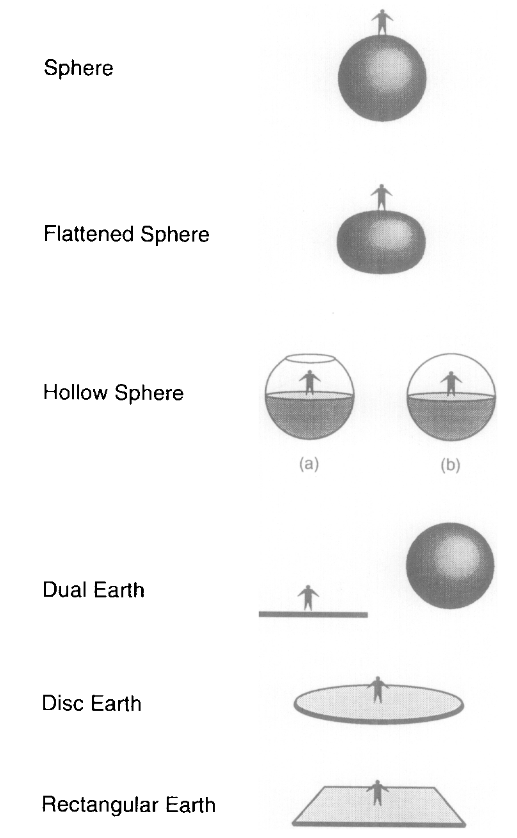 Sphere
Flattened Sphere
Hollow Sphere
(a)
(b)
Dual Earth
Disc Earth
Rectangular Earth